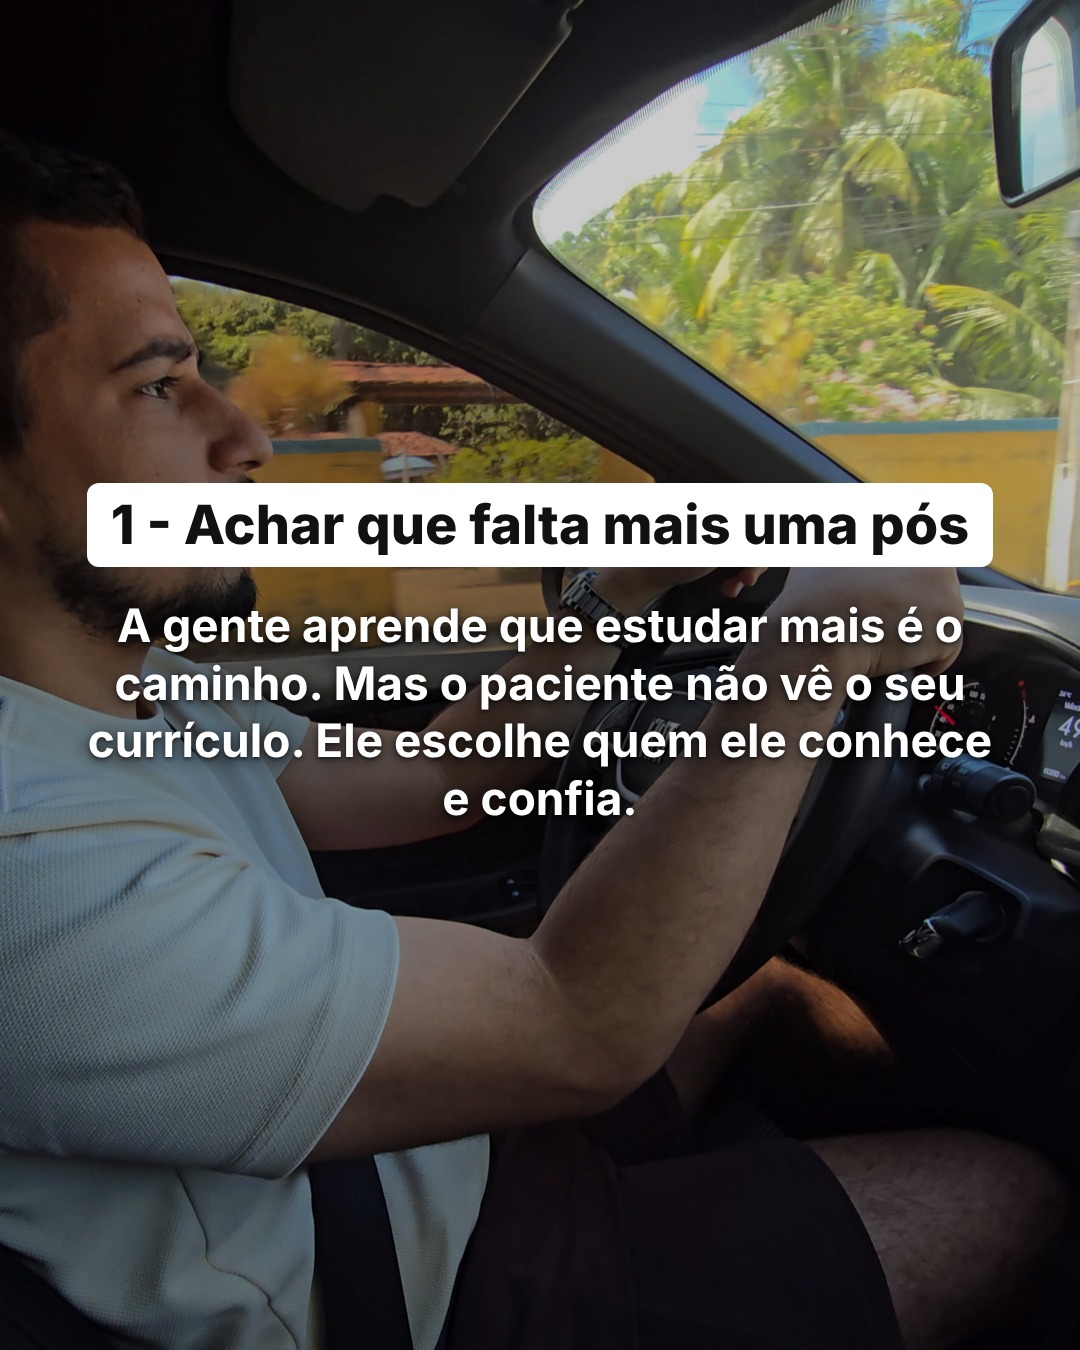 1 - Achar que falta mais uma pós
A gente aprende que estudar mais é o
caminho. Mas o paciente não vê o seu
currículo. Ele escolhe quem ele conhece
e confia.